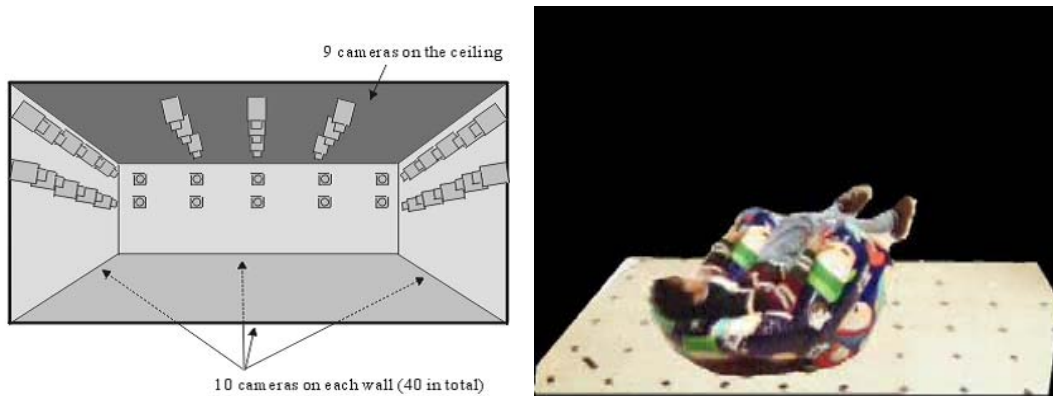 9 cameras on the ceiling
10 cameras on each wall (40 in total)